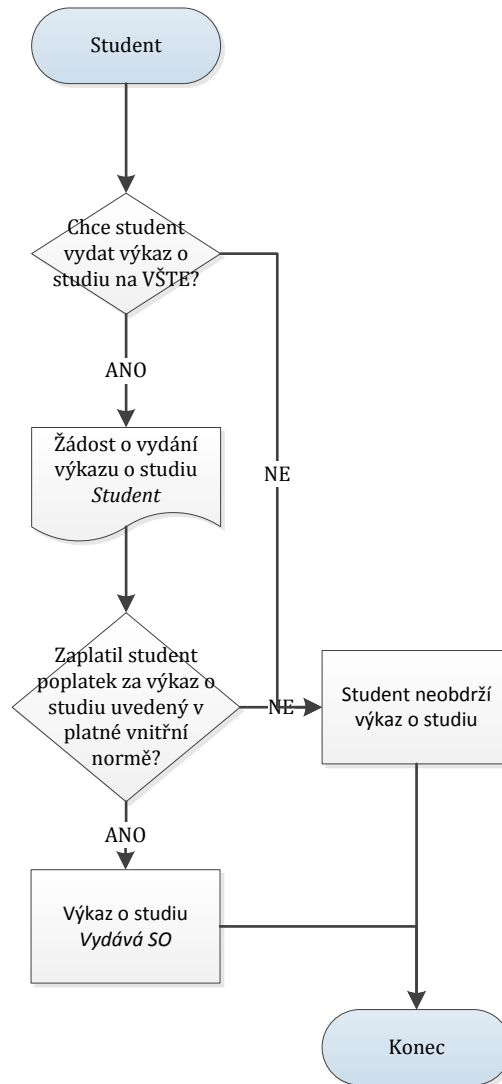 Student
Chce student
vydat výkaz o
studiu na VŠTE?
ANO
Žádost o vydání
výkazu o studiu
Student
NE
Zaplatil student
poplatek za výkaz o
studiu uvedený v
platné vnitřní
normě?
NE
Student neobdrží
výkaz o studiu
ANO
Výkaz o studiu
Vydává SO
Konec